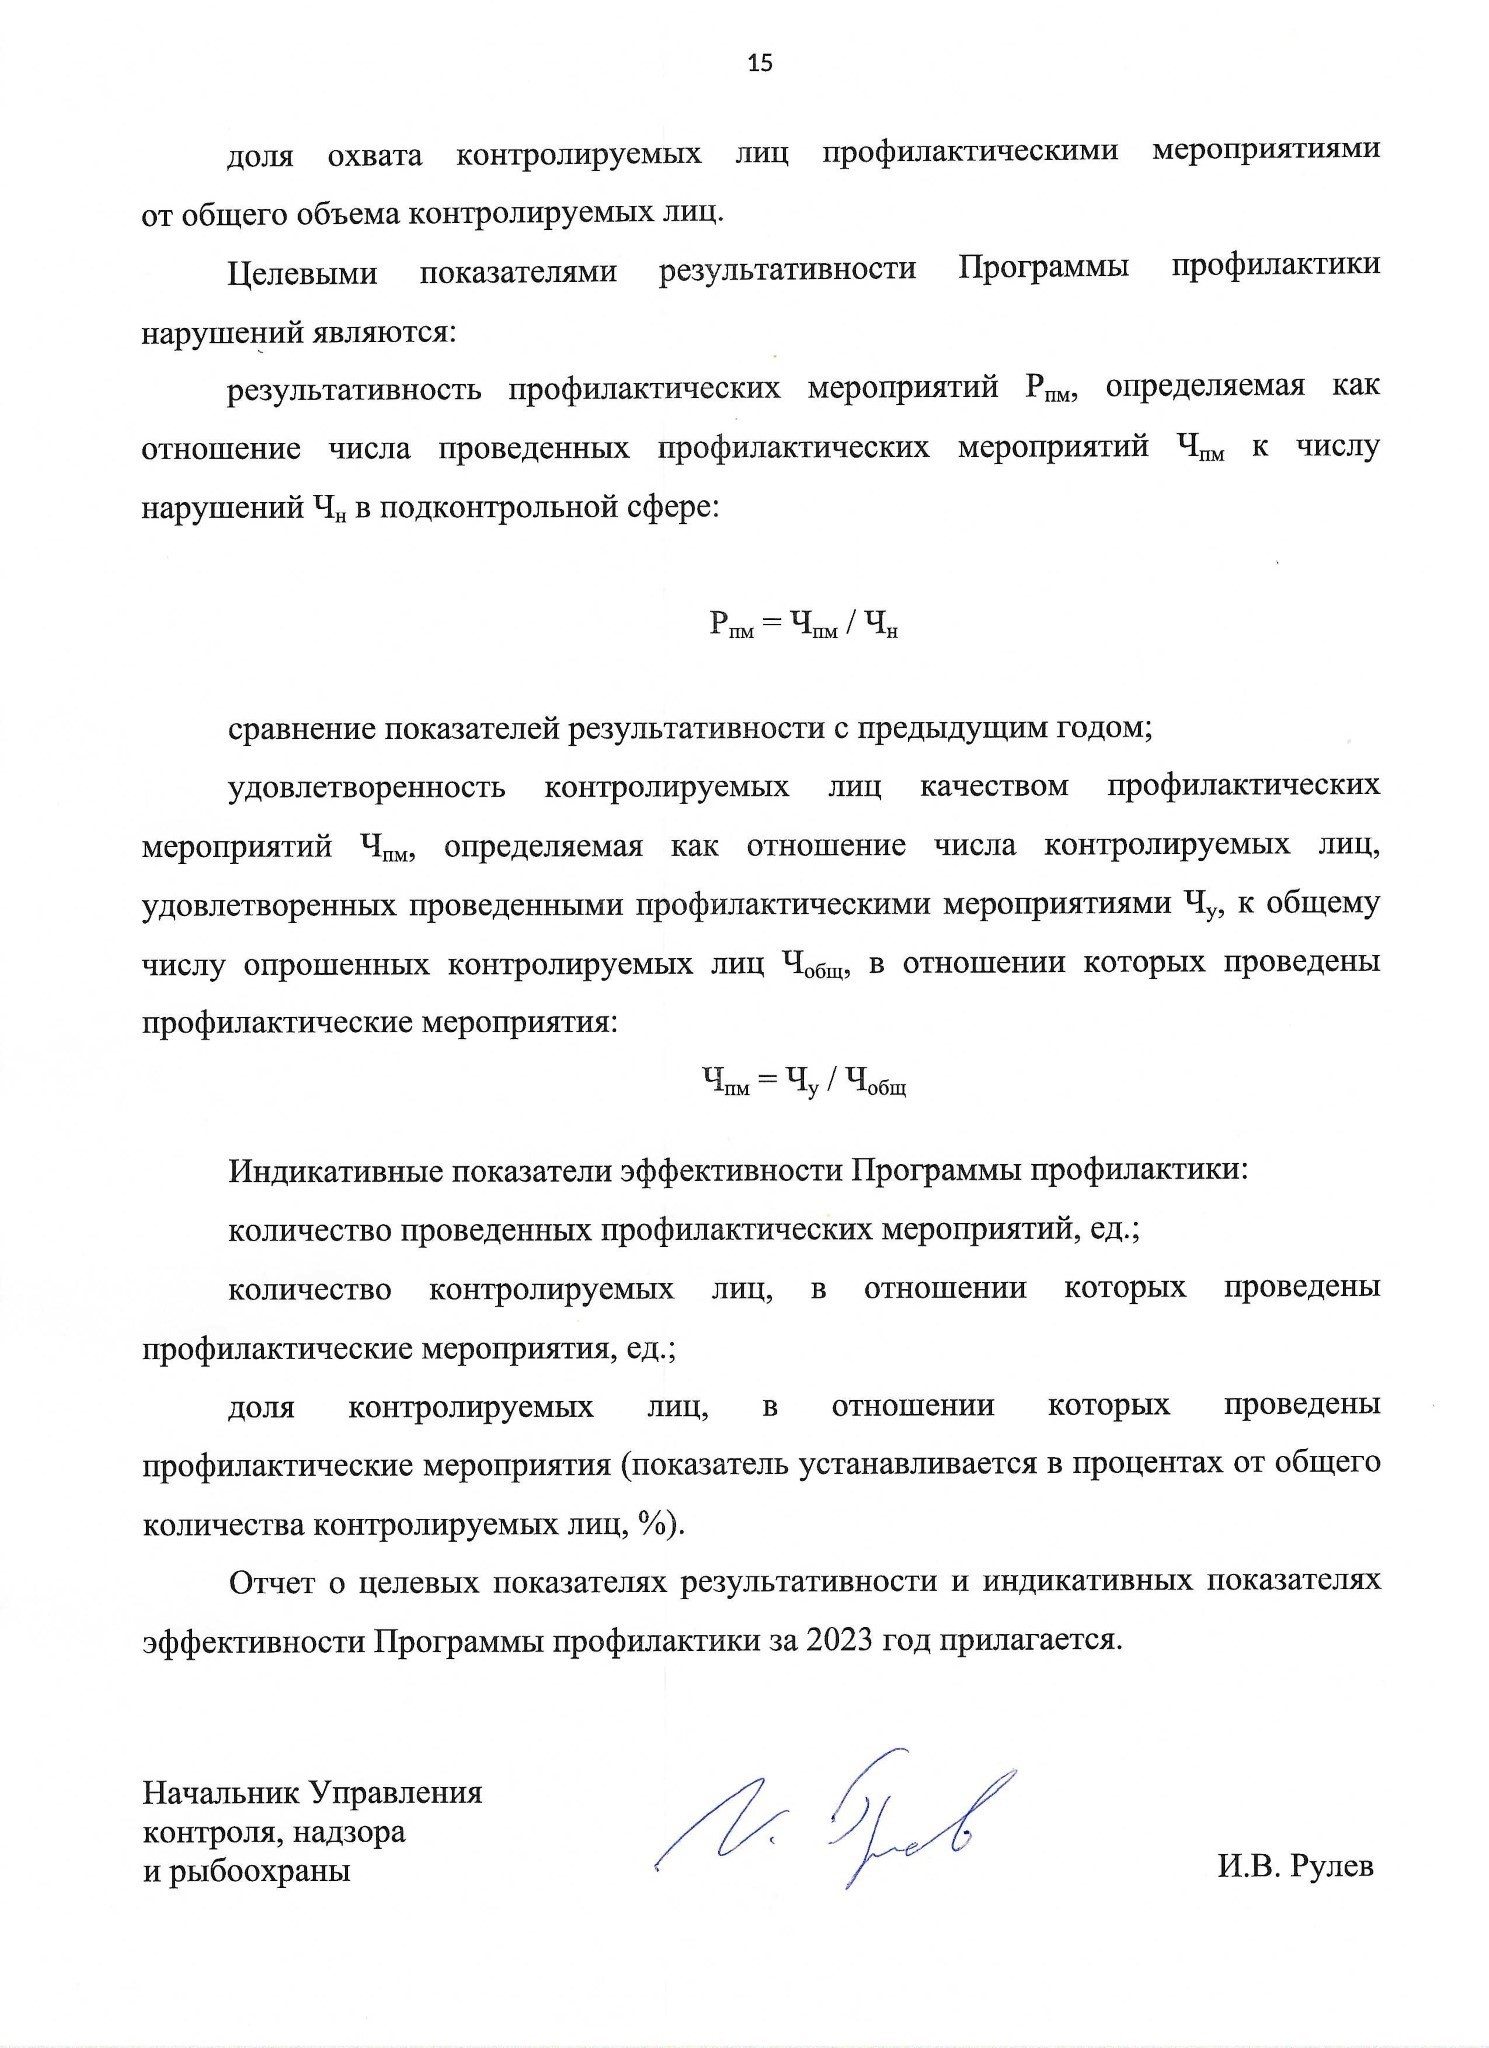 15
доля охвата контролируемых лиц профилактическими мероприятиями
от общего объема контролируемых лиц.
Целевыми показателями результативности Программы профилактики
нарушений являются:
результативность профилактических мероприятий Рпм, определяемая как
отношение числа проведенных профилактических мероприятий Чпм к числу
нарушений Чн в подконтрольной сфере:
Рпм = Чпм / Чн
сравнение показателей результативности с предыдущим годом;
удовлетворенность контролируемых лиц качеством профилактических
мероприятий Чпм, определяемая как отношение числа контролируемых лиц,
удовлетворенных проведенными профилактическими мероприятиями Чу, к общему
числу опрошенных контролируемых лиц Чобщ, в отношении которых проведены
профилактические мероприятия:
Чпм = Чу / Чобщ
Индикативные показатели эффективности Программы профилактики:
количество проведенных профилактических мероприятий, ед.;
количество контролируемых лиц, в отношении которых проведены
профилактические мероприятия, ед.;
доля контролируемых лиц, в отношении которых проведены
профилактические мероприятия (показатель устанавливается в процентах от общего
количества контролируемых лиц, %).
Отчет о целевых показателях результативности и индикативных показателях
эффективности Программы профилактики за 2023 год прилагается.
Начальник Управления
контроля, надзора
и рыбоохраны
И.В. Рулев